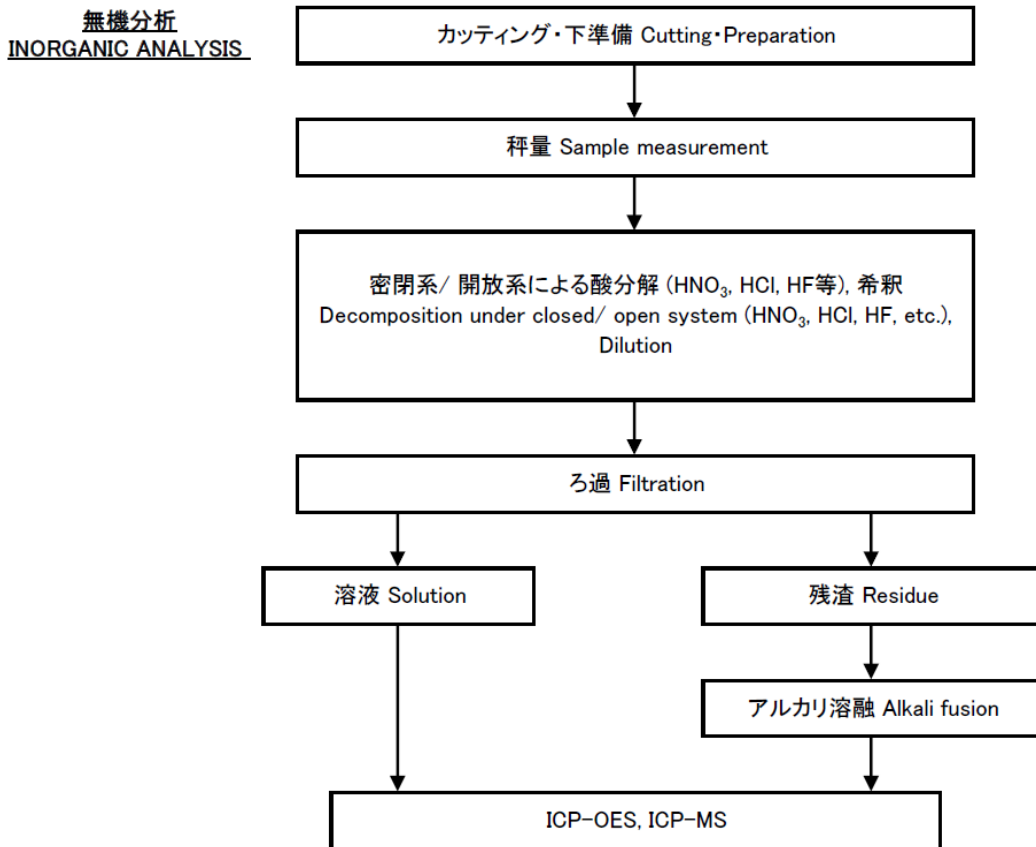 無機分析
INORGANIC ANALYSIS
カッティング・下準備 Cutting・Preparation
秤量 Sample measurement
密閉系/ 開放系による酸分解 (HNO₃, HCl, HF等), 希釈
Decomposition under closed/ open system (HNO₃, HCl, HF, etc.),
Dilution
ろ過 Filtration
溶液 Solution
残渣 Residue
アルカリ溶融 Alkali fusion
ICP-OES, ICP-MS